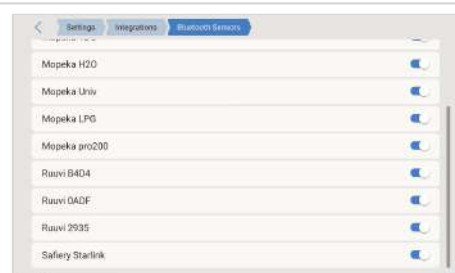 Settings Integrations Bluetooth Sensors
Mopeka H2O
Mopeka Univ
Mopeka LPG
Mopeka pro200
Ruuvi B4D4
Ruuvi 0ADF
Ruuvi 2935
Safiery Starlink